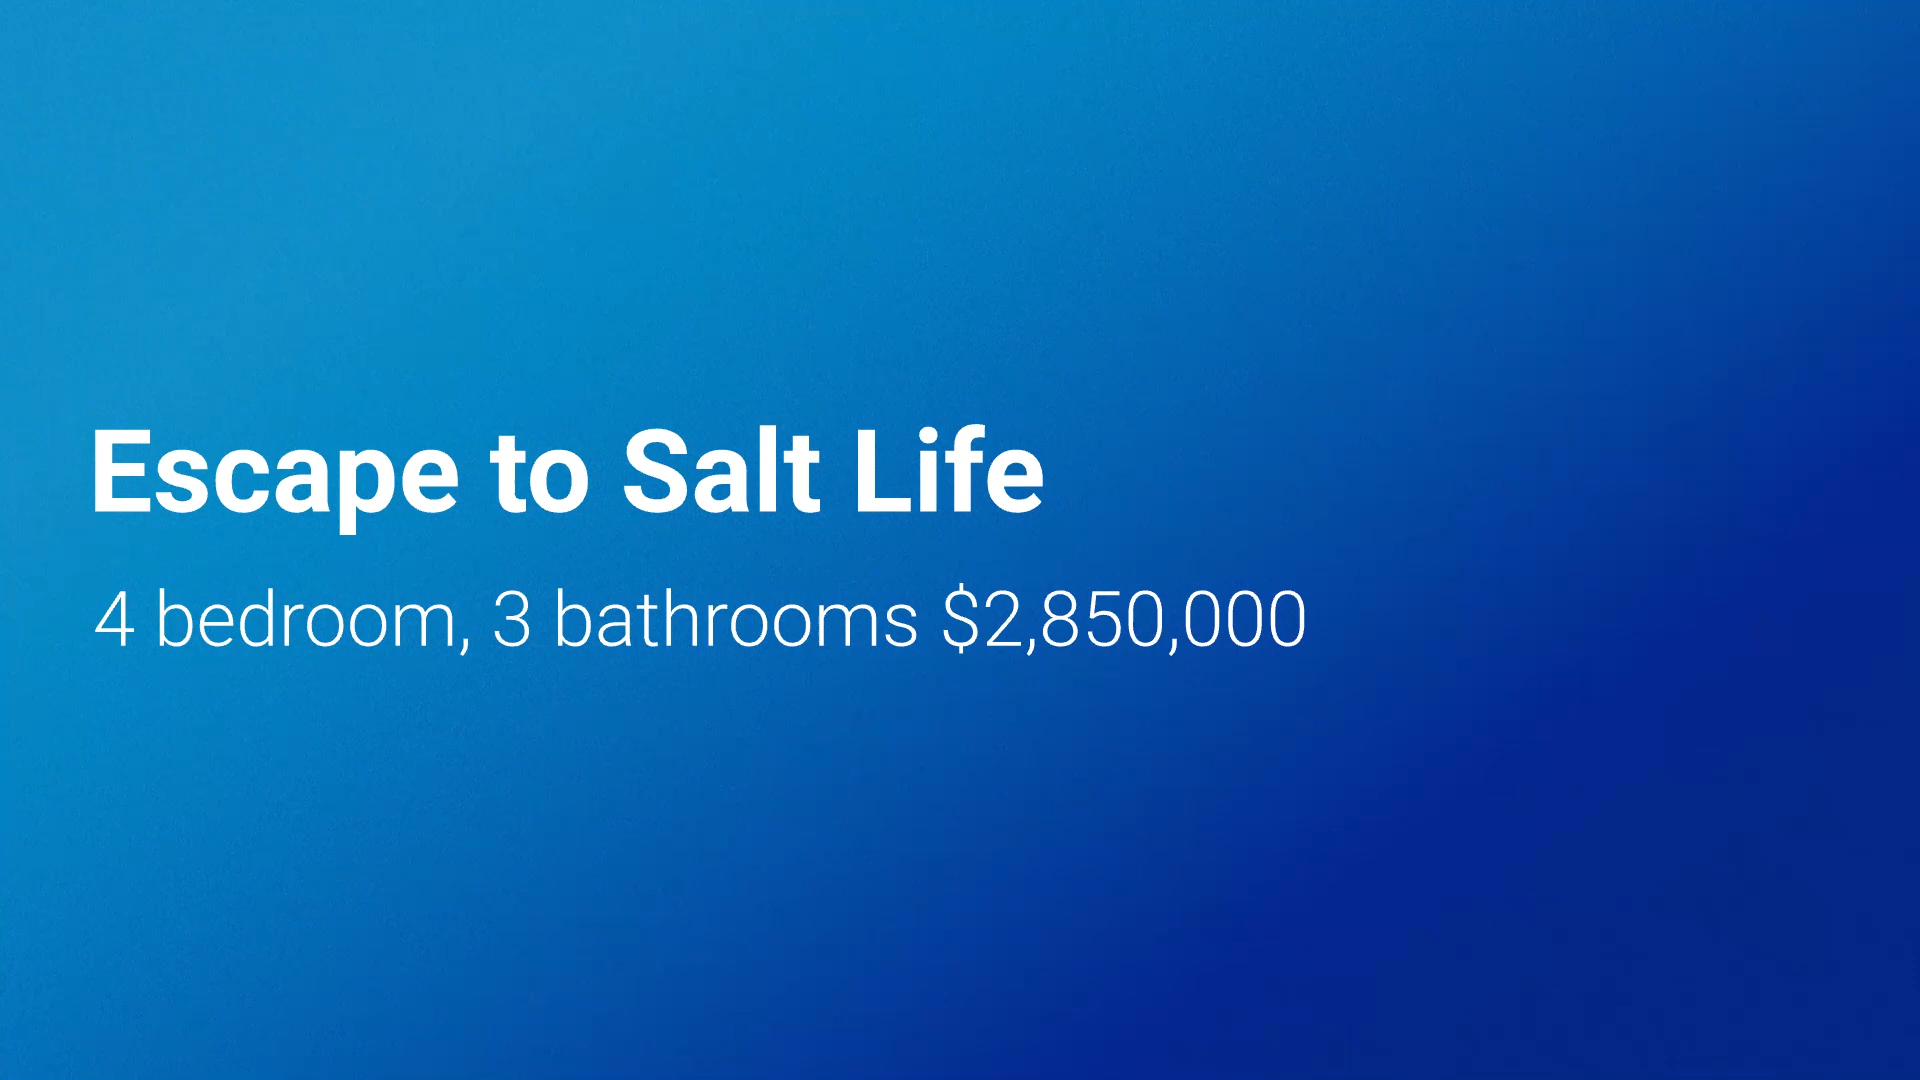 Escape to Salt Life
4 bedroom, 3 bathrooms $2,850,000